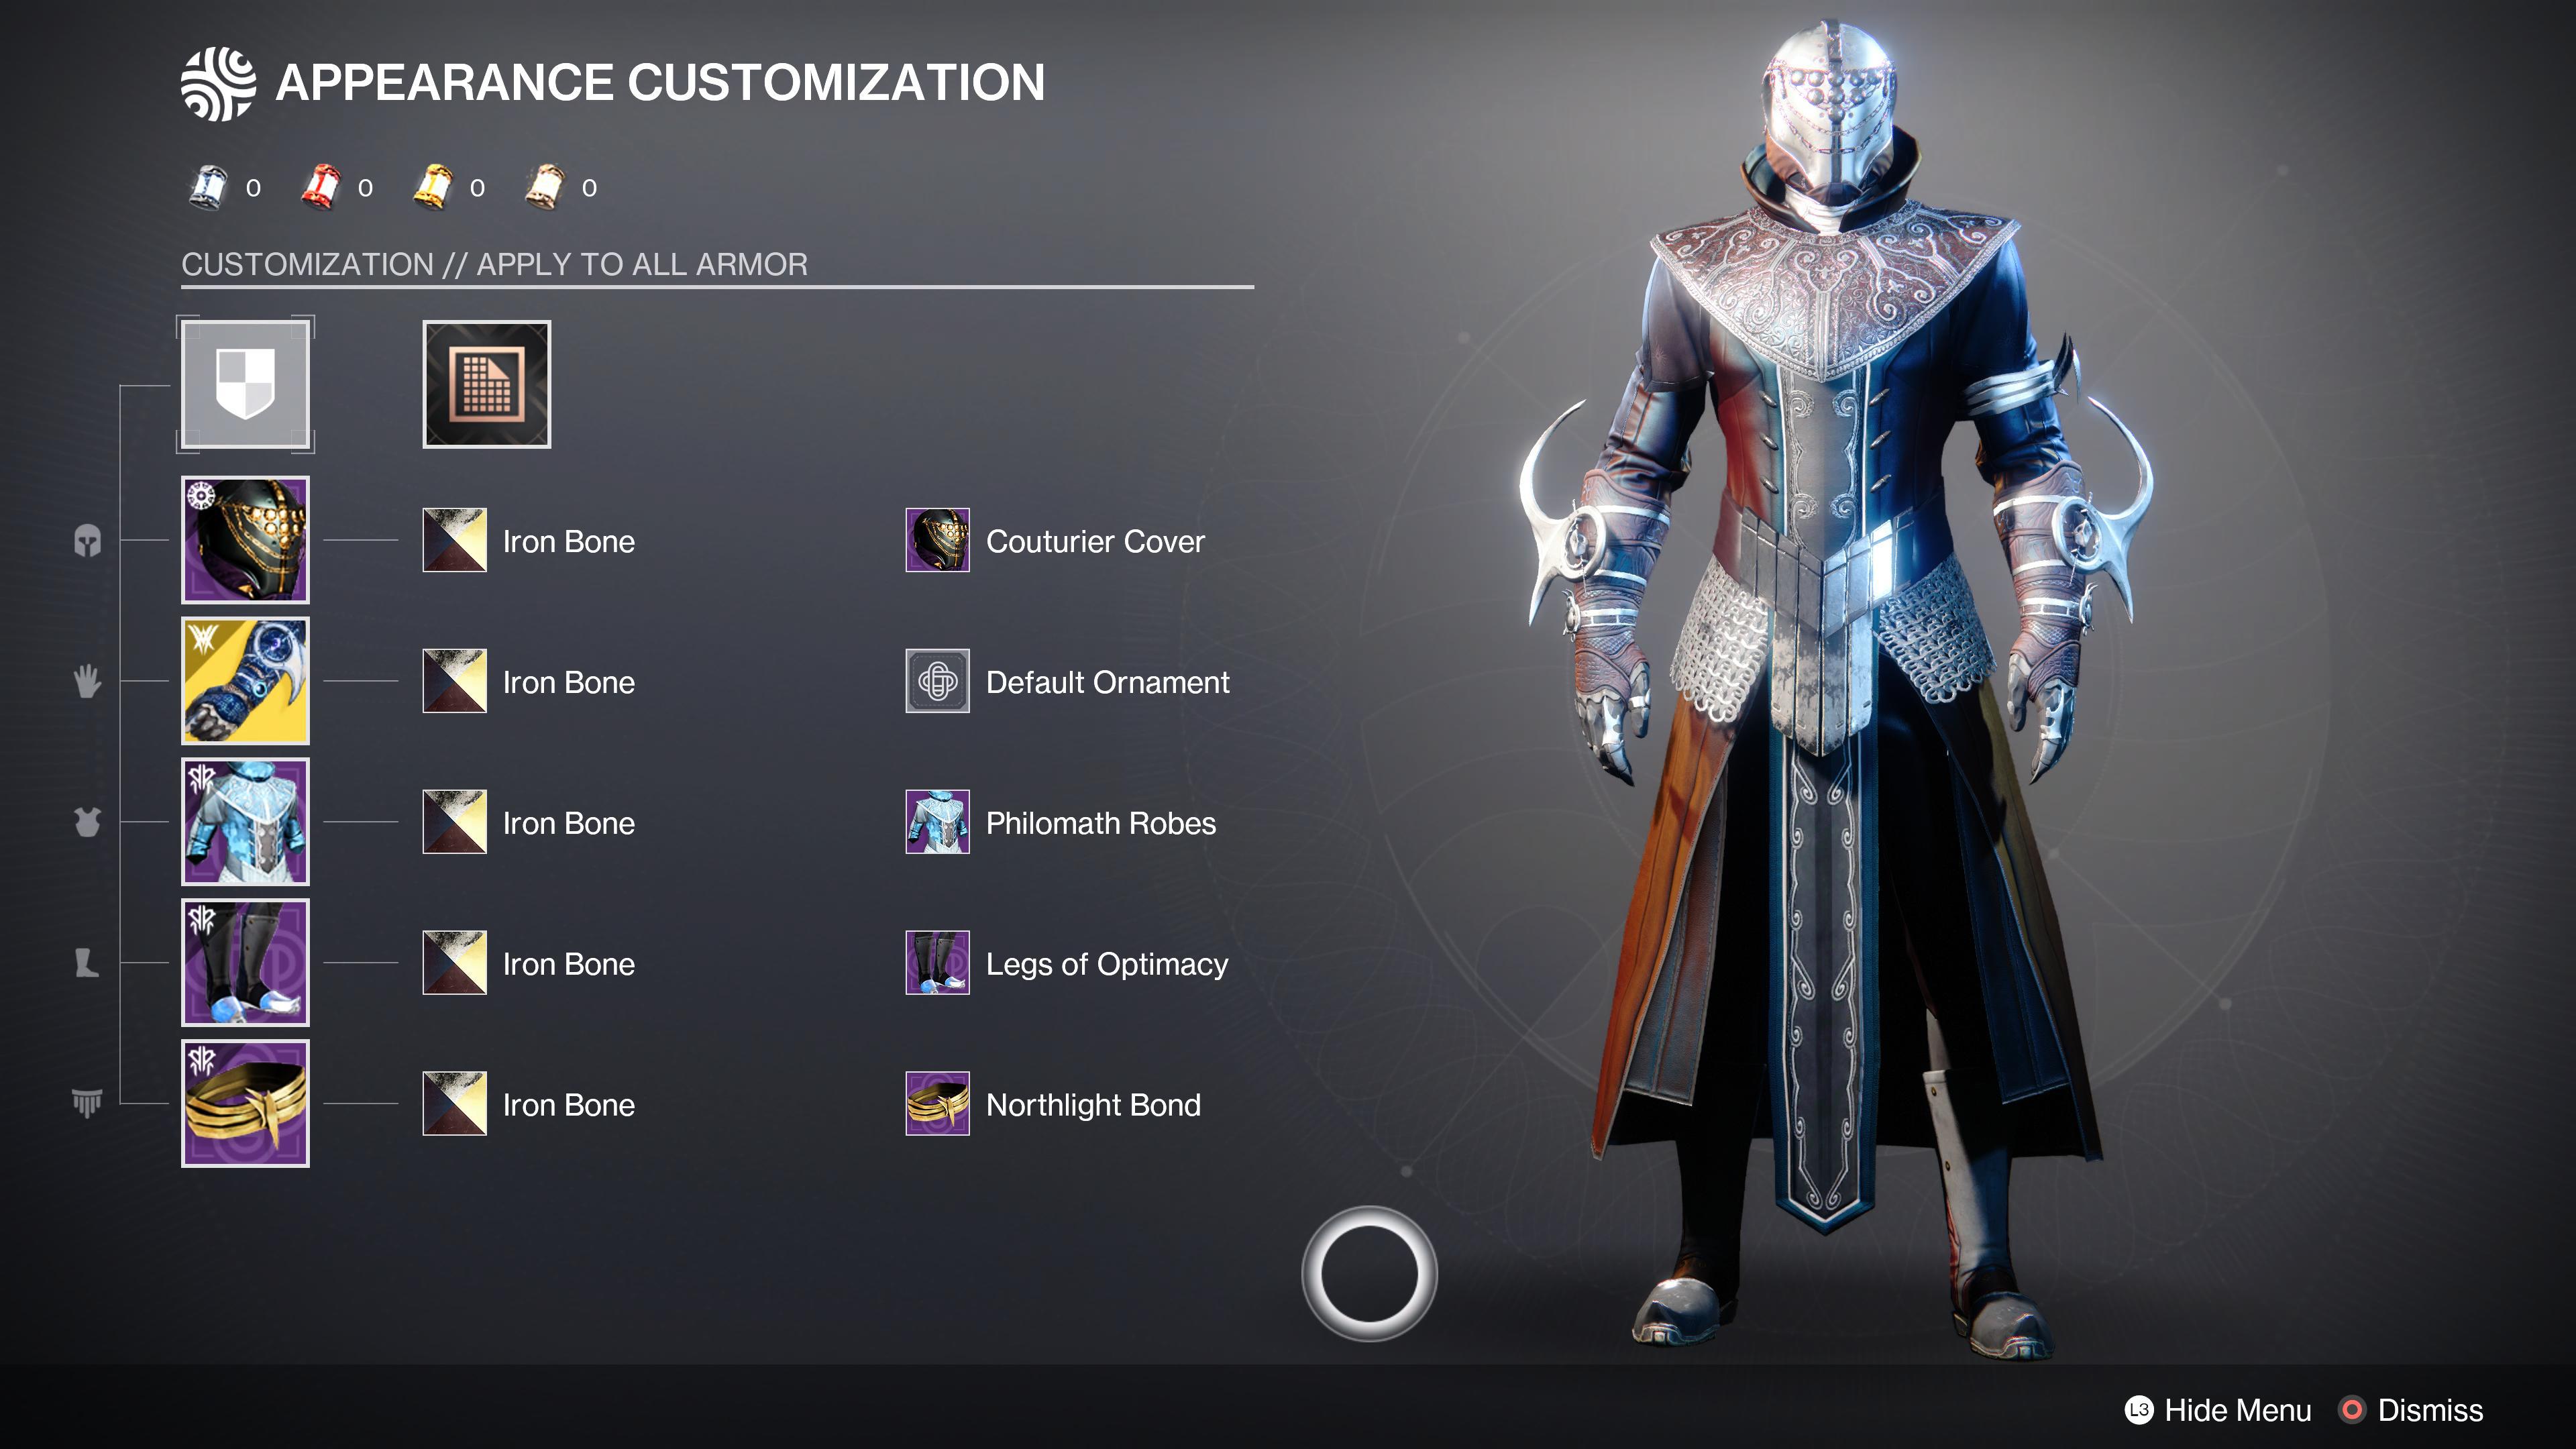 APPEARANCE CUSTOMIZATION
0 0 0 0
CUSTOMIZATION // APPLY TO ALL ARMOR
Iron Bone Couturier Cover
Iron Bone Default Ornament
Iron Bone Philomath Robes
Iron Bone Legs of Optimacy
Iron Bone Northlight Bond
L3 Hide Menu Dismiss